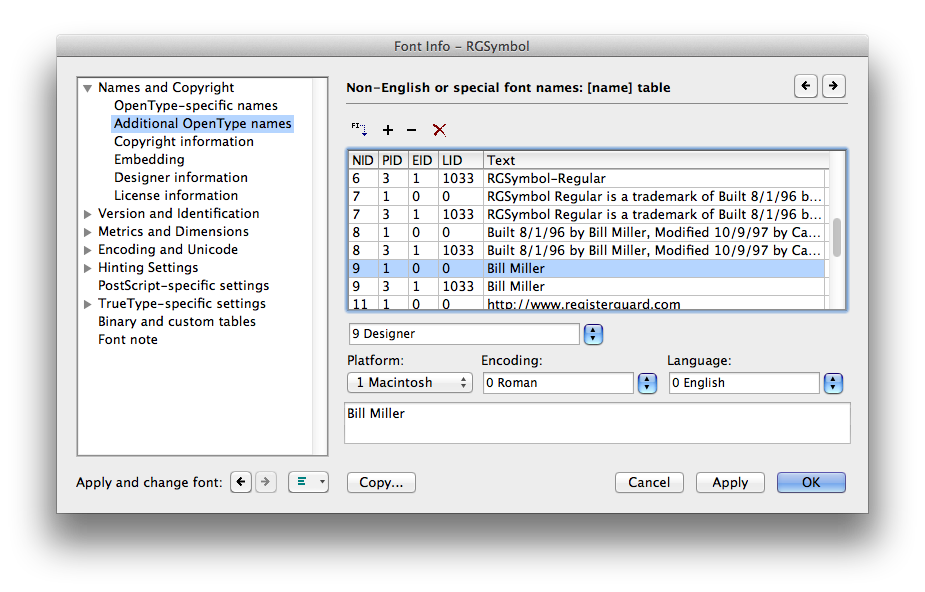 Font Info – RGSymbol
Names and Copyright
OpenType-specific names
Additional OpenType names
Copyright information
Embedding
Designer information
License information
Version and Identification
Metrics and Dimensions
Encoding and Unicode
Hinting Settings
PostScript-specific settings
TrueType-specific settings
Binary and custom tables
Font note
Non-English or special font names: [name] table
NID PID EID LID Text
6 3 1 1033 RGSymbol-Regular
7 1 0 0 RGSymbol Regular is a trademark of Built 8/1/96 b...
7 3 1 1033 RGSymbol Regular is a trademark of Built 8/1/96 b...
8 1 0 0 Built 8/1/96 by Bill Miller, Modified 10/9/97 by Ca...
8 3 1 1033 Built 8/1/96 by Bill Miller, Modified 10/9/97 by Ca...
9 1 0 0 Bill Miller
9 3 1 1033 Bill Miller
11 1 0 0 http://www.registerguard.com
9 Designer
Platform: Encoding: Language:
1 Macintosh 0 Roman 0 English
Bill Miller
Apply and change font: Copy... Cancel Apply OK